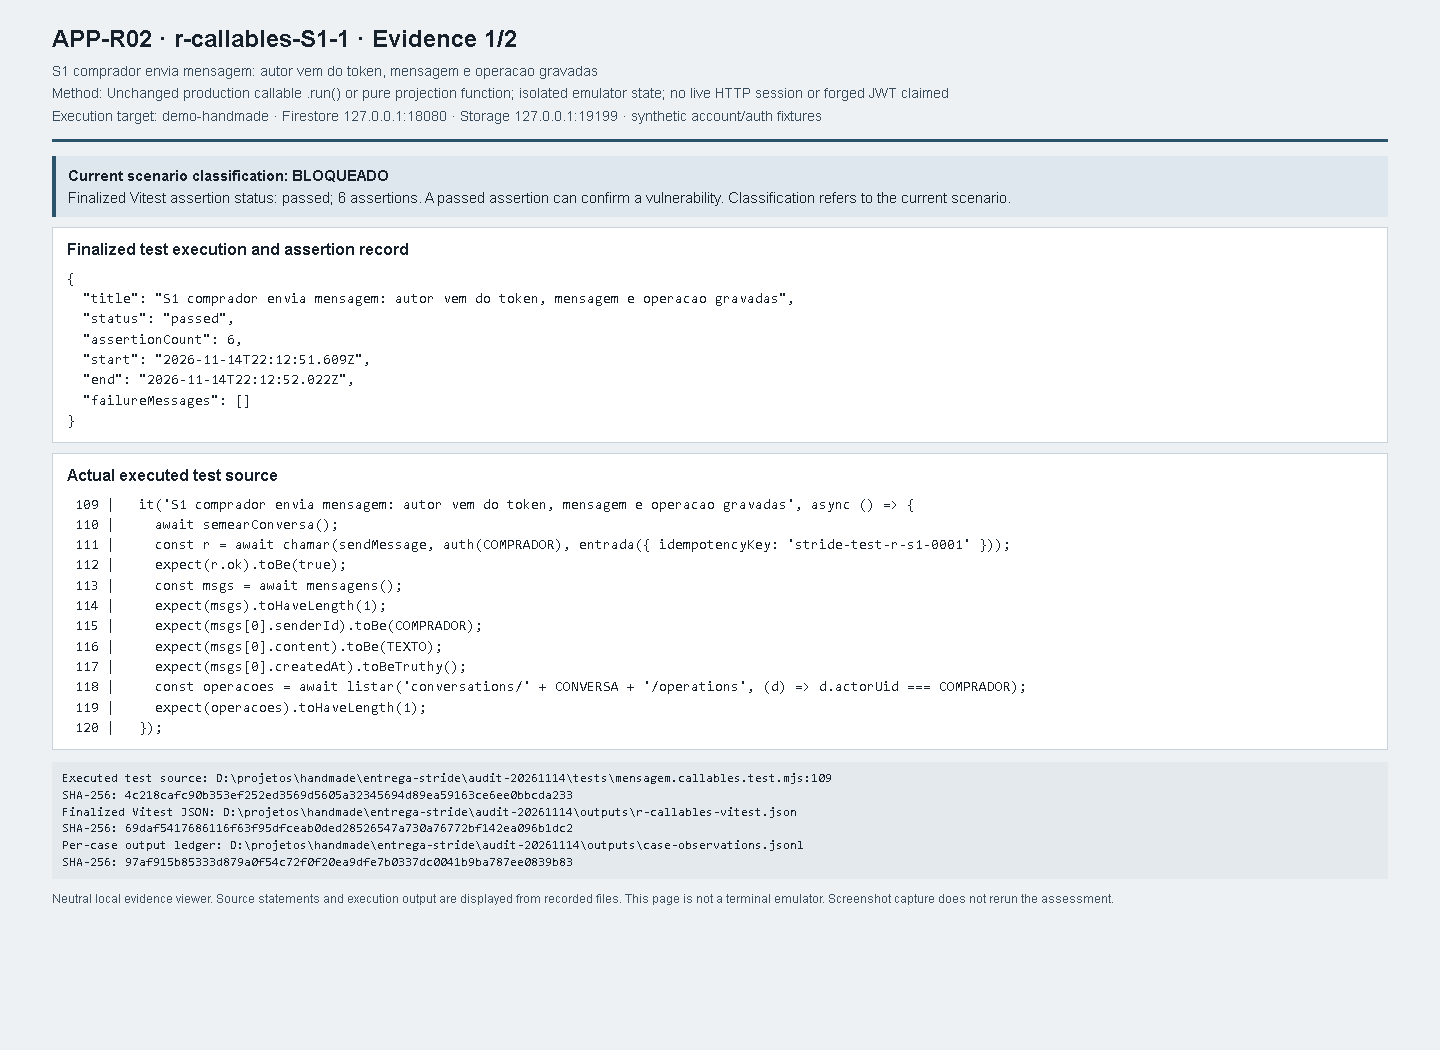 APP-R02 · r-callables-S1-1 · Evidence 1/2
S1 comprador envia mensagem: autor vem do token, mensagem e operacao gravadas
Method: Unchanged production callable .run() or pure projection function; isolated emulator state; no live HTTP session or forged JWT claimed
Execution target: demo-handmade · Firestore 127.0.0.1:18080 · Storage 127.0.0.1:19199 · synthetic account/auth fixtures
Current scenario classification: BLOQUEADO
Finalized Vitest assertion status: passed; 6 assertions. A passed assertion can confirm a vulnerability. Classification refers to the current scenario.
Finalized test execution and assertion record
{
  "title": "S1 comprador envia mensagem: autor vem do token, mensagem e operacao gravadas",
  "status": "passed",
  "assertionCount": 6,
  "start": "2026-11-14T22:12:51.609Z",
  "end": "2026-11-14T22:12:52.022Z",
  "failureMessages": []
}
Actual executed test source
109 |   it('S1 comprador envia mensagem: autor vem do token, mensagem e operacao gravadas', async () => {
110 |     await semearConversa();
111 |     const r = await chamar(sendMessage, auth(COMPRADOR), entrada({ idempotencyKey: 'stride-test-r-s1-0001' }));
112 |     expect(r.ok).toBe(true);
113 |     const msgs = await mensagens();
114 |     expect(msgs).toHaveLength(1);
115 |     expect(msgs[0].senderId).toBe(COMPRADOR);
116 |     expect(msgs[0].content).toBe(TEXTO);
117 |     expect(msgs[0].createdAt).toBeTruthy();
118 |     const operacoes = await listar('conversations/' + CONVERSA + '/operations', (d) => d.actorUid === COMPRADOR);
119 |     expect(operacoes).toHaveLength(1);
120 |   });
Executed test source: D:\projetos\handmade\entrega-stride\audit-20261114\tests\mensagem.callables.test.mjs:109
SHA-256: 4c218cafc90b353ef252ed3569d5605a32345694d89ea59163ce6ee0bbcda233
Finalized Vitest JSON: D:\projetos\handmade\entrega-stride\audit-20261114\outputs\r-callables-vitest.json
SHA-256: 69daf5417686116f63f95dfceab0ded28526547a730a76772bf142ea096b1dc2
Per-case output ledger: D:\projetos\handmade\entrega-stride\audit-20261114\outputs\case-observations.jsonl
SHA-256: 97af915b85333d879a0f54c72f0f20ea9dfe7b0337dc0041b9ba787ee0839b83
Neutral local evidence viewer. Source statements and execution output are displayed from recorded files. This page is not a terminal emulator. Screenshot capture does not rerun the assessment.